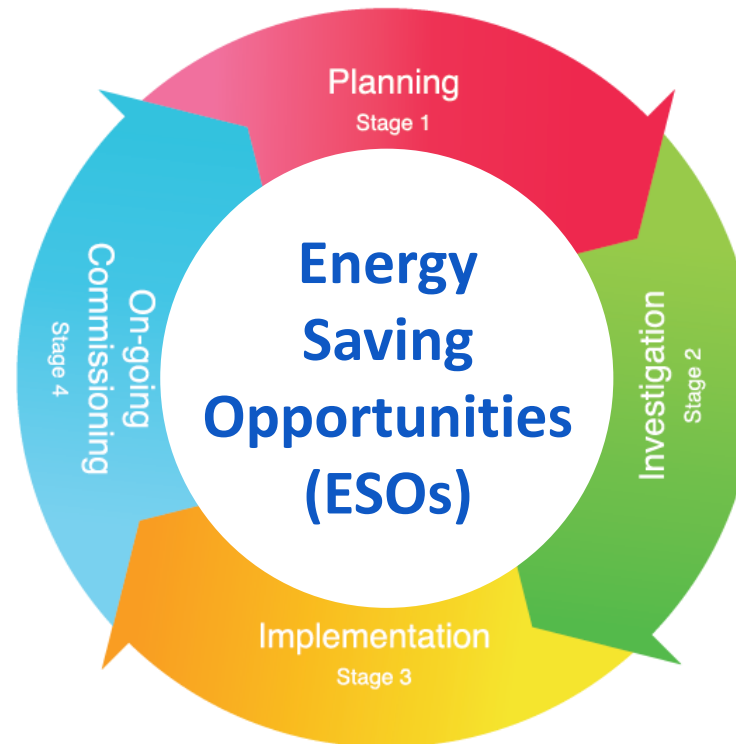 Planning
Stage 1
Energy
Saving
Opportunities
(ESOs)
Investigation
Stage 2
Implementation
Stage 3
On-going
Commissioning
Stage 4